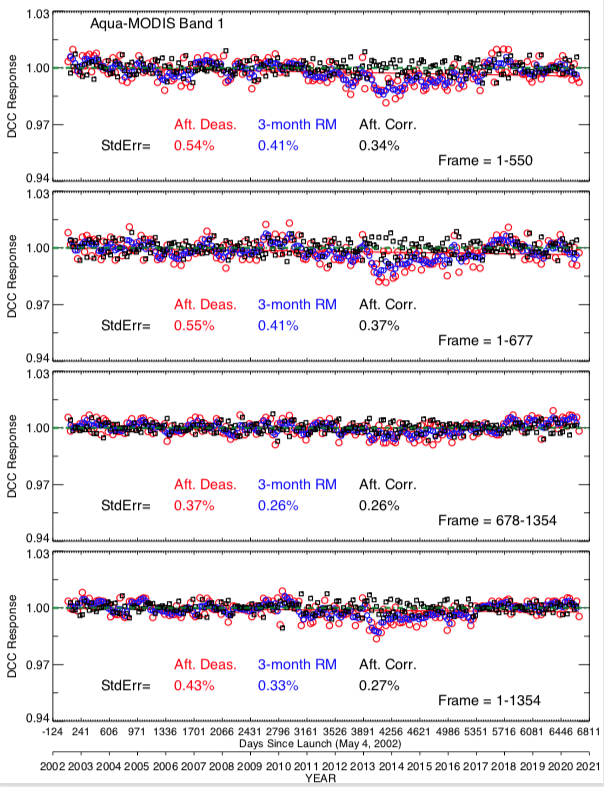 1.03
Aqua-MODIS Band 1
1.00
DCC Response
0.97
Aft. Deas. 3-month RM Aft. Corr.
StdErr= 0.54% 0.41% 0.34%
Frame = 1-550
0.94
1.03
1.00
DCC Response
0.97
Aft. Deas. 3-month RM Aft. Corr.
StdErr= 0.55% 0.41% 0.37%
Frame = 1-677
0.94
1.03
1.00
DCC Response
0.97
Aft. Deas. 3-month RM Aft. Corr.
StdErr= 0.37% 0.26% 0.26%
Frame = 678-1354
0.94
1.03
1.00
DCC Response
0.97
Aft. Deas. 3-month RM Aft. Corr.
StdErr= 0.43% 0.33% 0.27%
Frame = 1-1354
0.94
-124 241 606 971 1336 1701 2066 2431 2796 3161 3526 3891 4256 4621 4986 5351 5716 6081 6446 6811
Days Since Launch (May 4, 2002)
2002 2003 2004 2005 2006 2007 2008 2009 2010 2011 2012 2013 2014 2015 2016 2017 2018 2019 2020 2021
YEAR